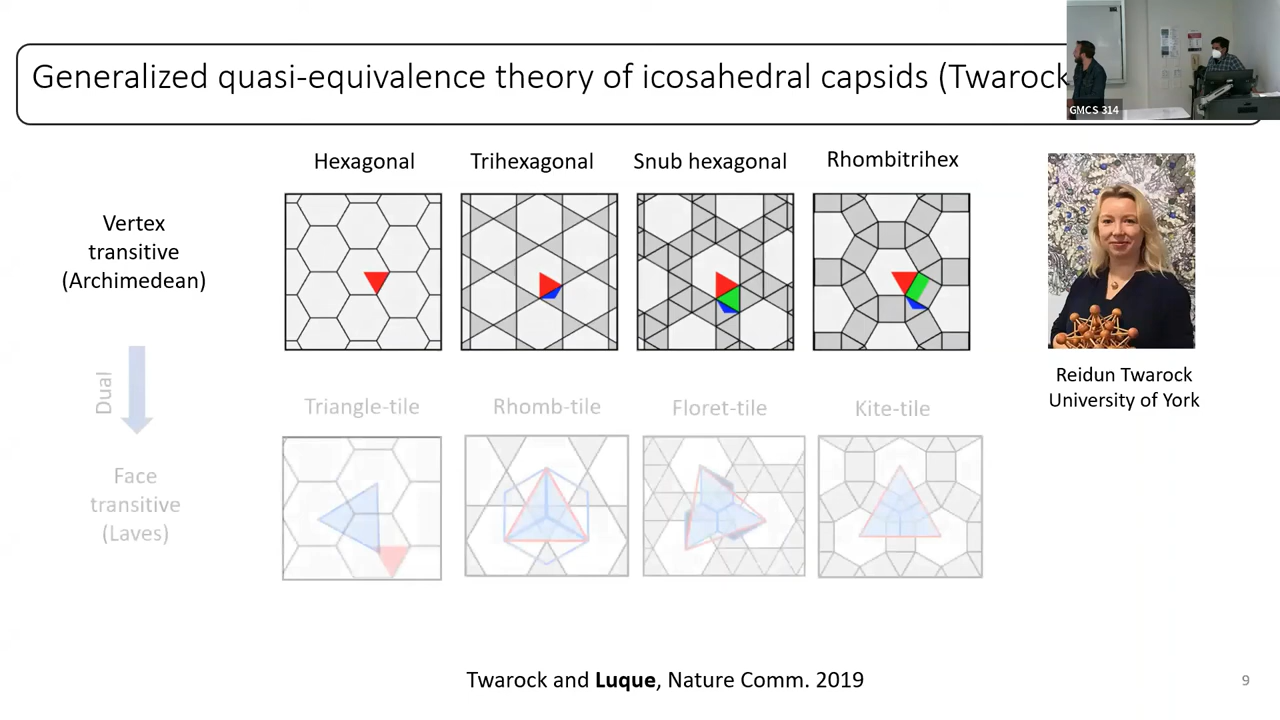 Generalized quasi-equivalence theory of icosahedral capsids (Twarock
GMCS 314
Hexagonal
Trihexagonal
Snub hexagonal
Rhombitrihex
Vertex
transitive
(Archimedean)
Dual
Reidun Twarock
University of York
Triangle-tile
Rhomb-tile
Floret-tile
Kite-tile
Face
transitive
(Laves)
Twarock and Luque, Nature Comm. 2019
9